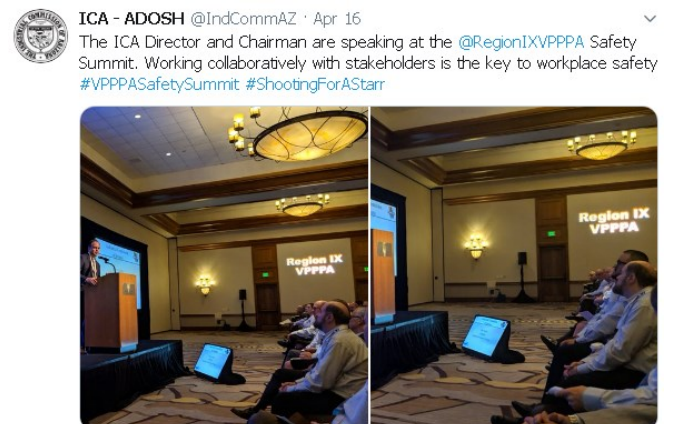 ICA - ADOSH @IndCommAZ · Apr 16
The ICA Director and Chairman are speaking at the @RegionIXVPPPA Safety
Summit. Working collaboratively with stakeholders is the key to workplace safety
#VPPPASafetySummit #ShootingForAStarr
Region IX
VPPPA
Region IX
VPPPA